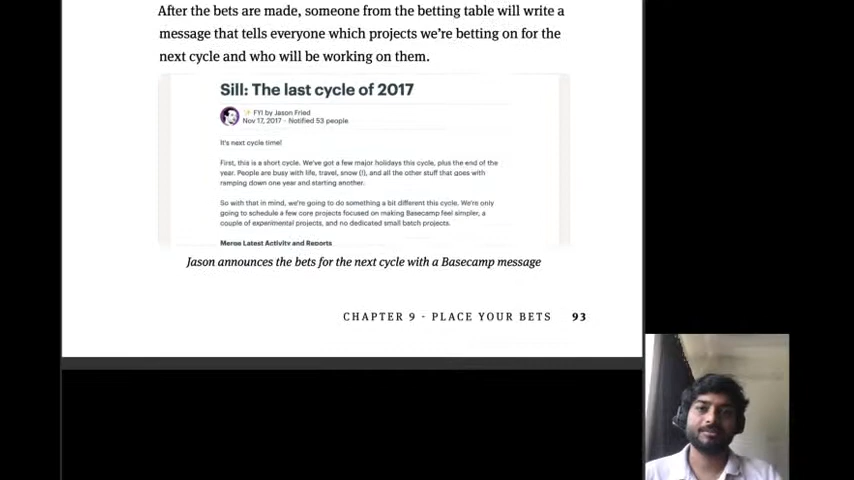 After the bets are made, someone from the betting table will write a
message that tells everyone which projects we're betting on for the
next cycle and who will be working on them.
Sill: The last cycle of 2017
✨ FYI by Jason Fried
Nov 17, 2017 · Notified 53 people
It's next cycle time!
First, this is a short cycle. We've got a few major holidays this cycle, plus the end of the
year. People are busy with life, travel, snow (!), and all the other stuff that goes with
ramping down one year and starting another.
So with that in mind, we're going to do something a bit different this cycle. We're only
going to schedule a few core projects focused on making Basecamp feel simpler, a
couple of experimental projects, and no dedicated small batch projects.
Merge Latest Activity and Reports
Jason announces the bets for the next cycle with a Basecamp message
CHAPTER 9 - PLACE YOUR BETS 93